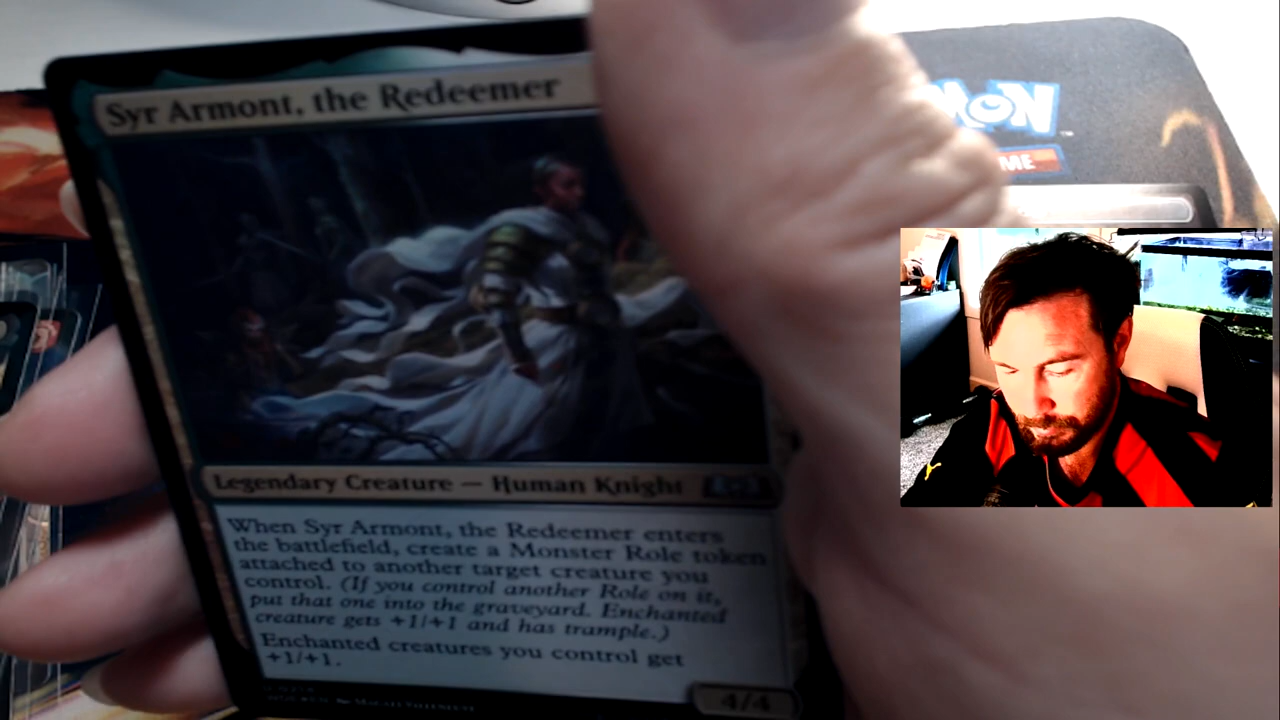 Syr Armont, the Redeemer
Legendary Creature — Human Knight
When Syr Armont, the Redeemer enters
the battlefield, create a Monster Role token
attached to another target creature you
control. (If you control another Role on it,
put that one into the graveyard. Enchanted
creature gets +1/+1 and has trample.)
Enchanted creatures you control get
+1/+1.
4/4
ME